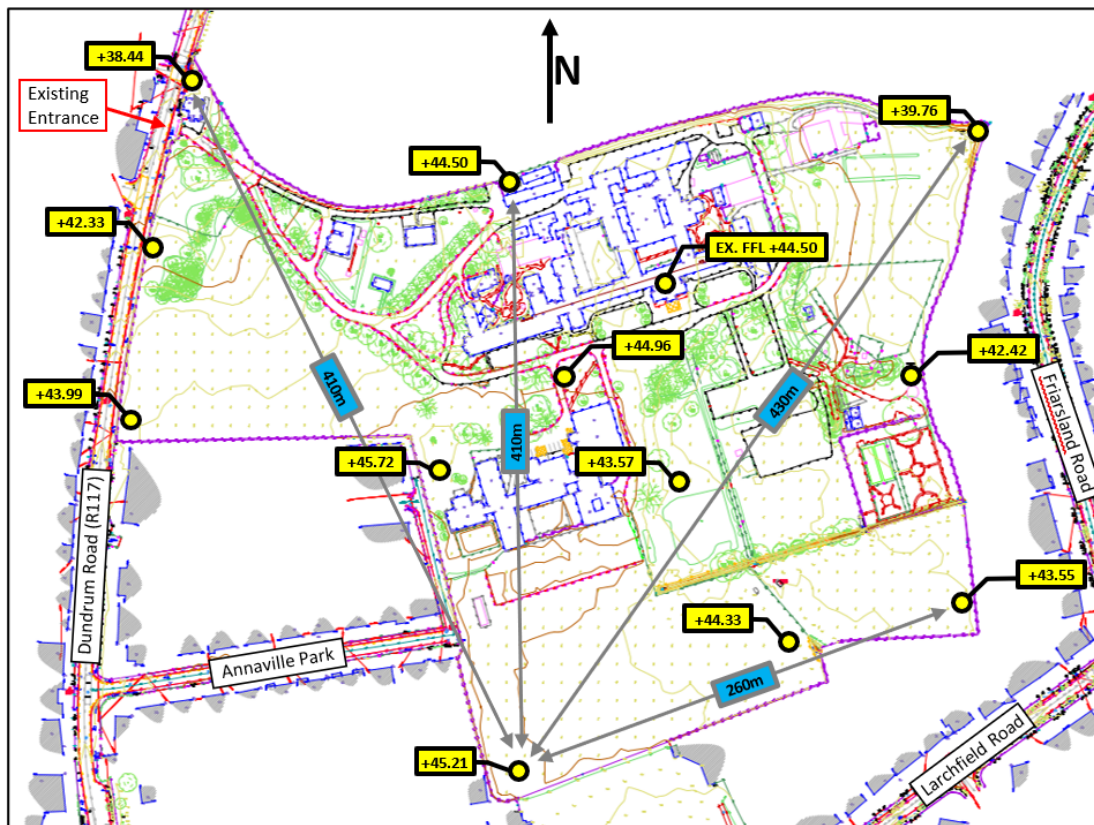 +38.44
N
Existing
Entrance
+39.76
+44.50
+42.33
EX. FFL +44.50
+44.96
+42.42
410m
430m
+43.99
410m
Friarsland Road
+45.72
+43.57
Dundrum Road (R117)
+43.55
+44.33
Annaville Park
260m
+45.21
Larchfield Road